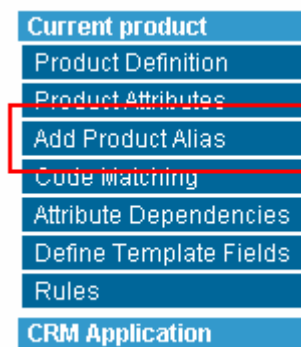 Current product
Product Definition
Product Attributes
Add Product Alias
Code Matching
Attribute Dependencies
Define Template Fields
Rules
CRM Application